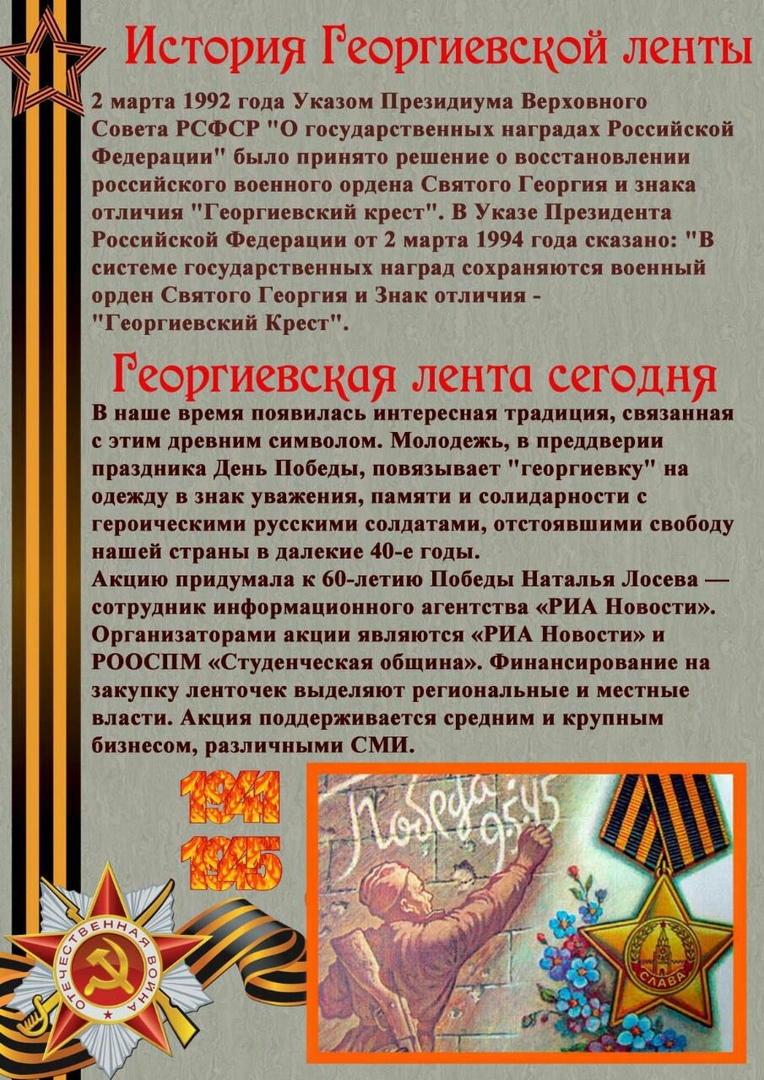 История Георгиевской ленты
2 марта 1992 года Указом Президиума Верховного
Совета РСФСР "О государственных наградах Российской
Федерации" было принято решение о восстановлении
российского военного ордена Святого Георгия и знака
отличия "Георгиевский крест". В Указе Президента
Российской Федерации от 2 марта 1994 года сказано: "В
системе государственных наград сохраняются военный
орден Святого Георгия и Знак отличия -
"Георгиевский Крест".
Георгиевская лента сегодня
В наше время появилась интересная традиция, связанная
с этим древним символом. Молодежь, в преддверии
праздника День Победы, повязывает "георгиевку" на
одежду в знак уважения, памяти и солидарности с
героическими русскими солдатами, отстоявшими свободу
нашей страны в далекие 40-е годы.
Акцию придумала к 60-летию Победы Наталья Лосева —
сотрудник информационного агентства «РИА Новости».
Организаторами акции являются «РИА Новости» и
РООСПМ «Студенческая община». Финансирование на
закупку ленточек выделяют региональные и местные
власти. Акция поддерживается средним и крупным
бизнесом, различными СМИ.
1941
1945
Победа
9.5.45
СЛАВА
ОТЕЧЕСТВЕННАЯ ВОЙНА